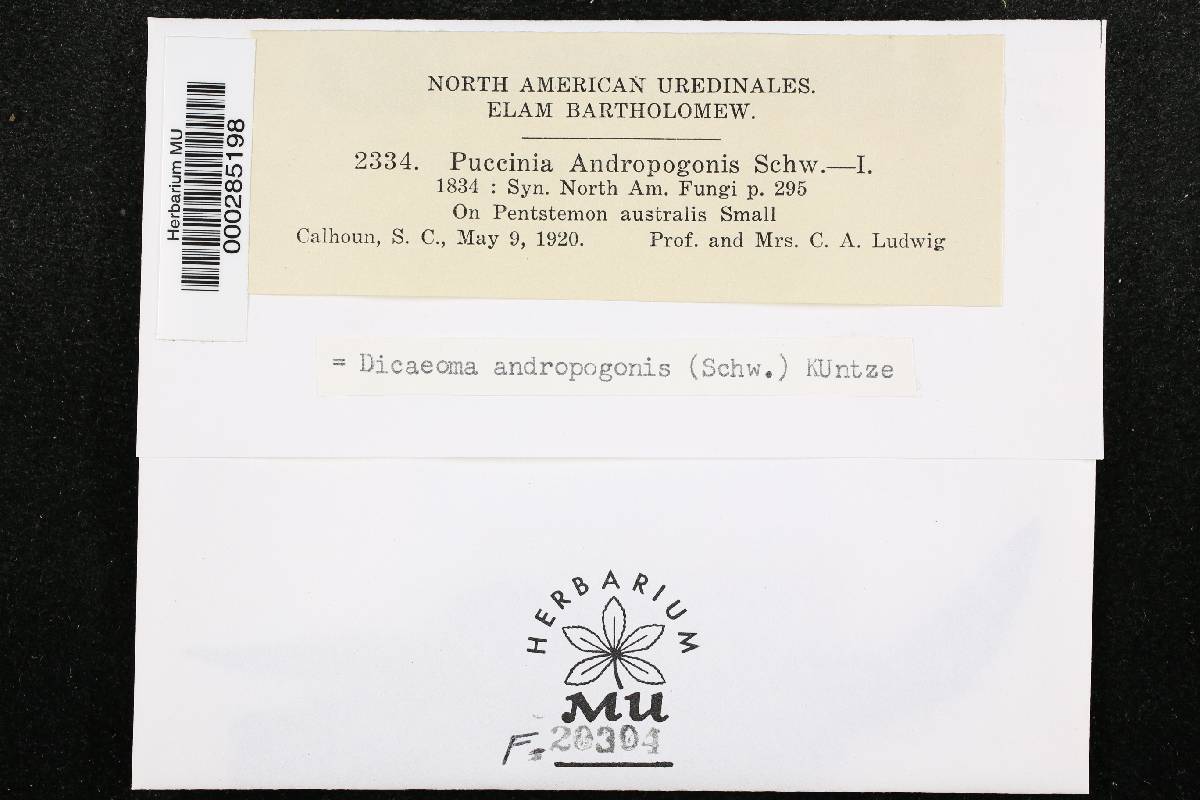 NORTH AMERICAN UREDINALES.
ELAM BARTHOLOMEW.
2334. Puccinia Andropogonis Schw.—I.
1834 : Syn. North Am. Fungi p. 295
On Pentstemon australis Small
Calhoun, S. C., May 9, 1920. Prof. and Mrs. C. A. Ludwig
Herbarium MU
000285198
= Dicaeoma andropogonis (Schw.) KUntze
HERBARIUM
MU
F. 20304